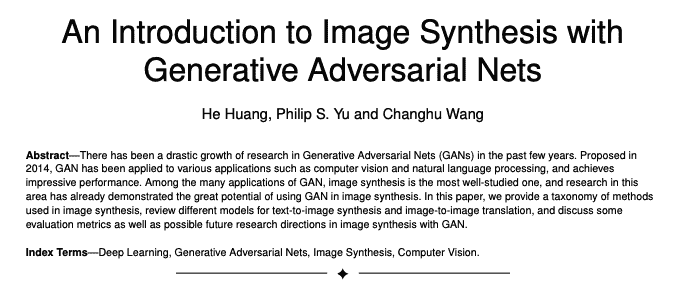 An Introduction to Image Synthesis with
Generative Adversarial Nets
He Huang, Philip S. Yu and Changhu Wang
Abstract—There has been a drastic growth of research in Generative Adversarial Nets (GANs) in the past few years. Proposed in
2014, GAN has been applied to various applications such as computer vision and natural language processing, and achieves
impressive performance. Among the many applications of GAN, image synthesis is the most well-studied one, and research in this
area has already demonstrated the great potential of using GAN in image synthesis. In this paper, we provide a taxonomy of methods
used in image synthesis, review different models for text-to-image synthesis and image-to-image translation, and discuss some
evaluation metrics as well as possible future research directions in image synthesis with GAN.
Index Terms—Deep Learning, Generative Adversarial Nets, Image Synthesis, Computer Vision.